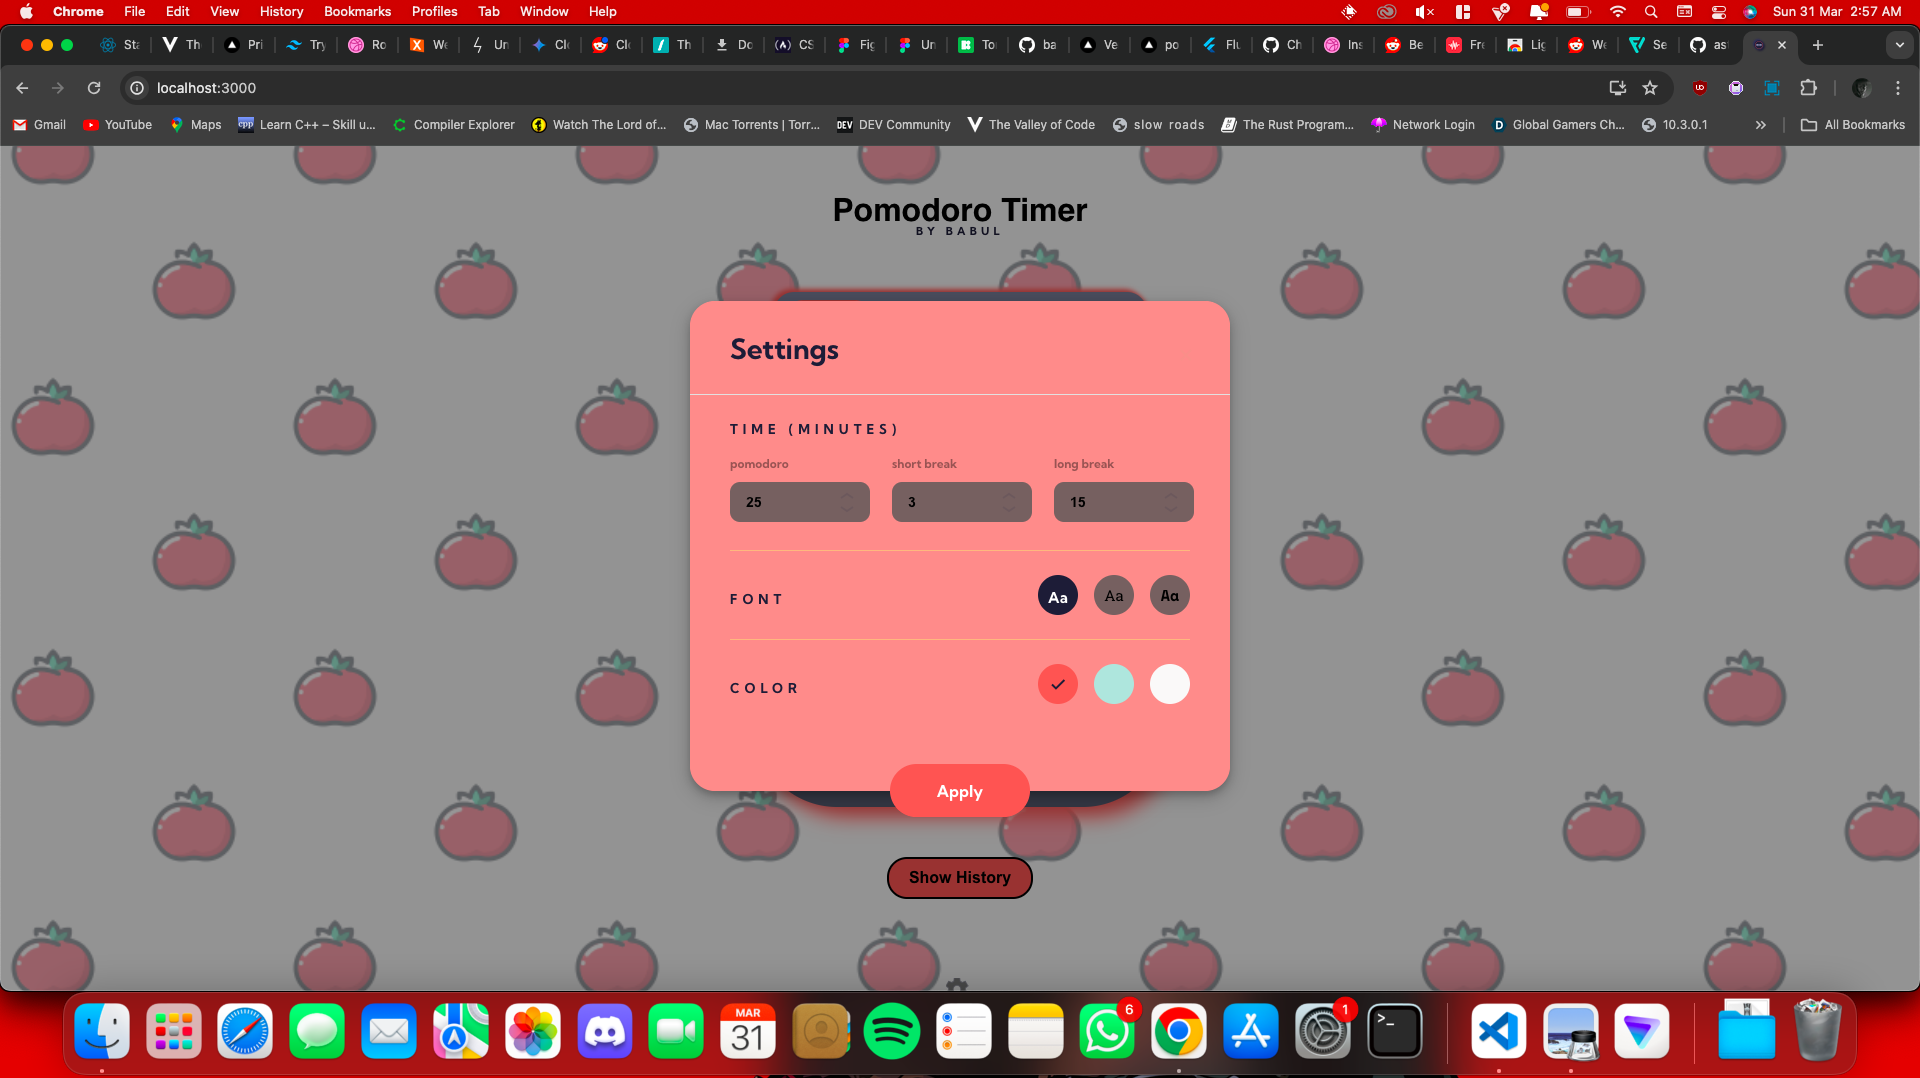 Chrome File Edit View History Bookmarks Profiles Tab Window Help Sun 31 Mar 2:57 AM
Sta The Pri Try Ro We Un Clo Clo Th Do CS Fig Un To ba Ve po Flu Ch Ins Be Fre Lig We Se ast
localhost:3000
Gmail YouTube Maps Learn C++ – Skill u... Compiler Explorer Watch The Lord of... Mac Torrents | Torr... DEV Community The Valley of Code slow roads The Rust Program... Network Login Global Gamers Ch... 10.3.0.1 » All Bookmarks
Pomodoro Timer
BY BABUL
Settings
TIME (MINUTES)
pomodoro short break long break
25 3 15
FONT Aa Aa Aa
COLOR
Apply
Show History
MAR
31
6
1